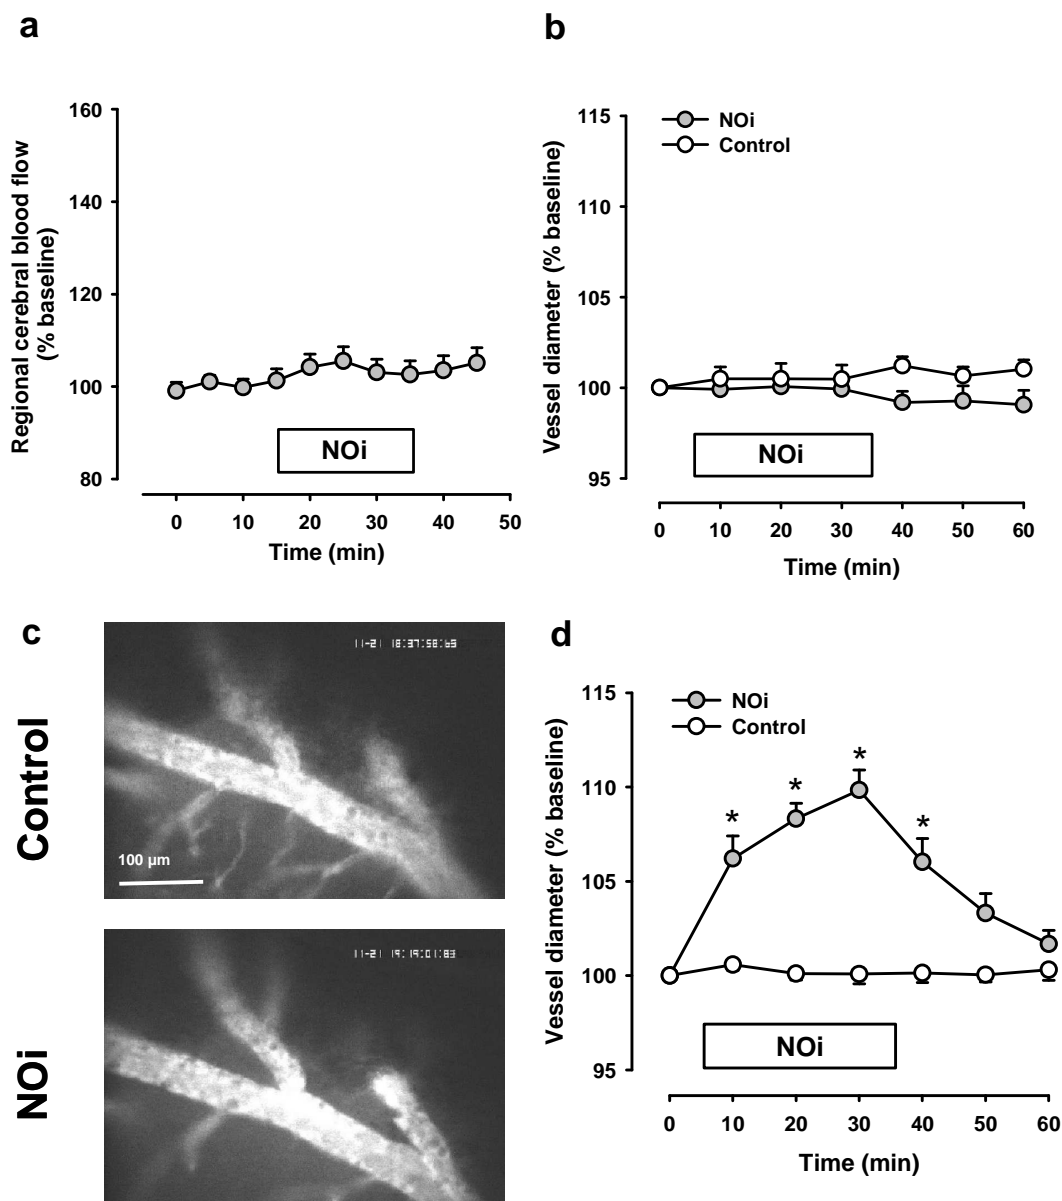 a
Regional cerebral blood flow
(% baseline)
160
140
120
100
80
NOi
0 10 20 30 40 50
Time (min)
b
Vessel diameter (% baseline)
115
110
105
100
95
NOi
Control
NOi
0 10 20 30 40 50 60
Time (min)
c
Control
100 µm
NOi
d
Vessel diameter (% baseline)
115
110
105
100
95
NOi
Control
* * * *
NOi
0 10 20 30 40 50 60
Time (min)